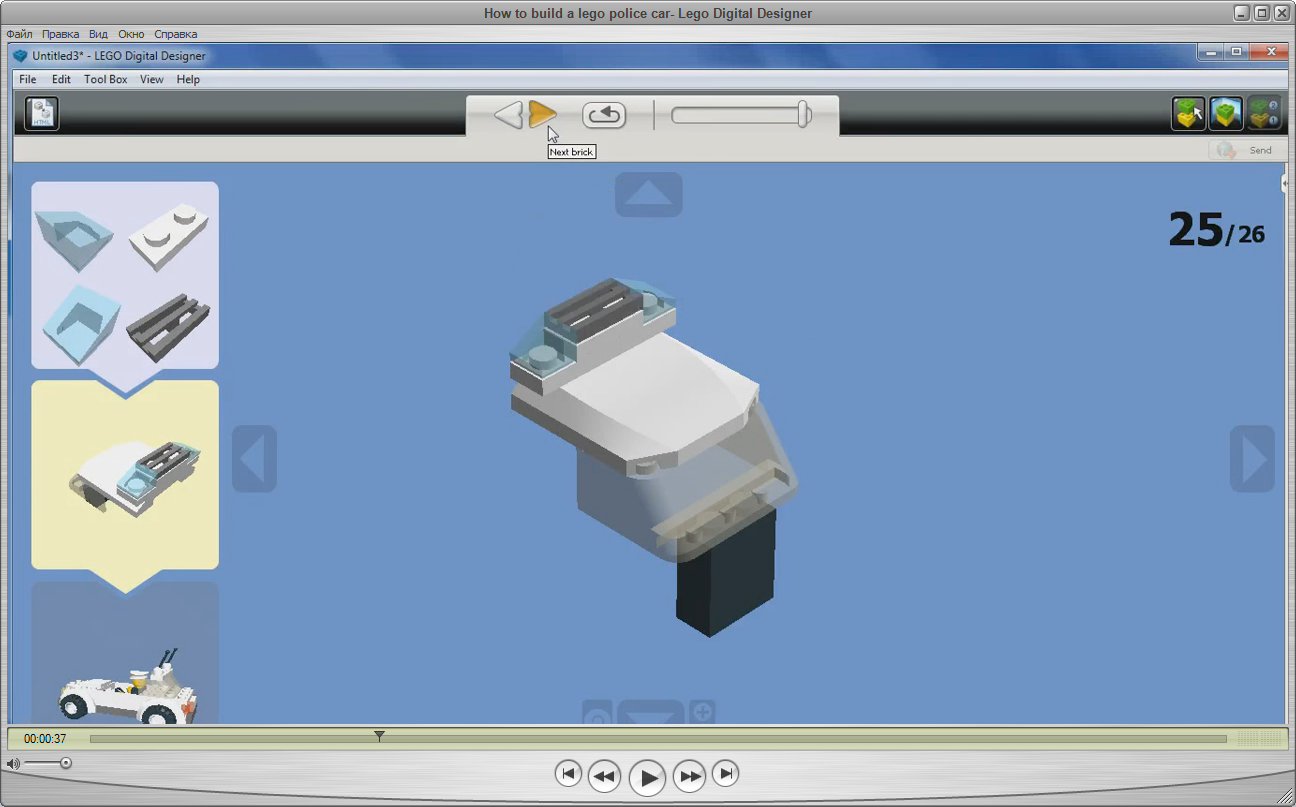 How to build a lego police car- Lego Digital Designer
Файл Правка Вид Окно Справка
Untitled3* - LEGO Digital Designer
File Edit Tool Box View Help
HTML
Next brick
Send
25/26
00:00:37